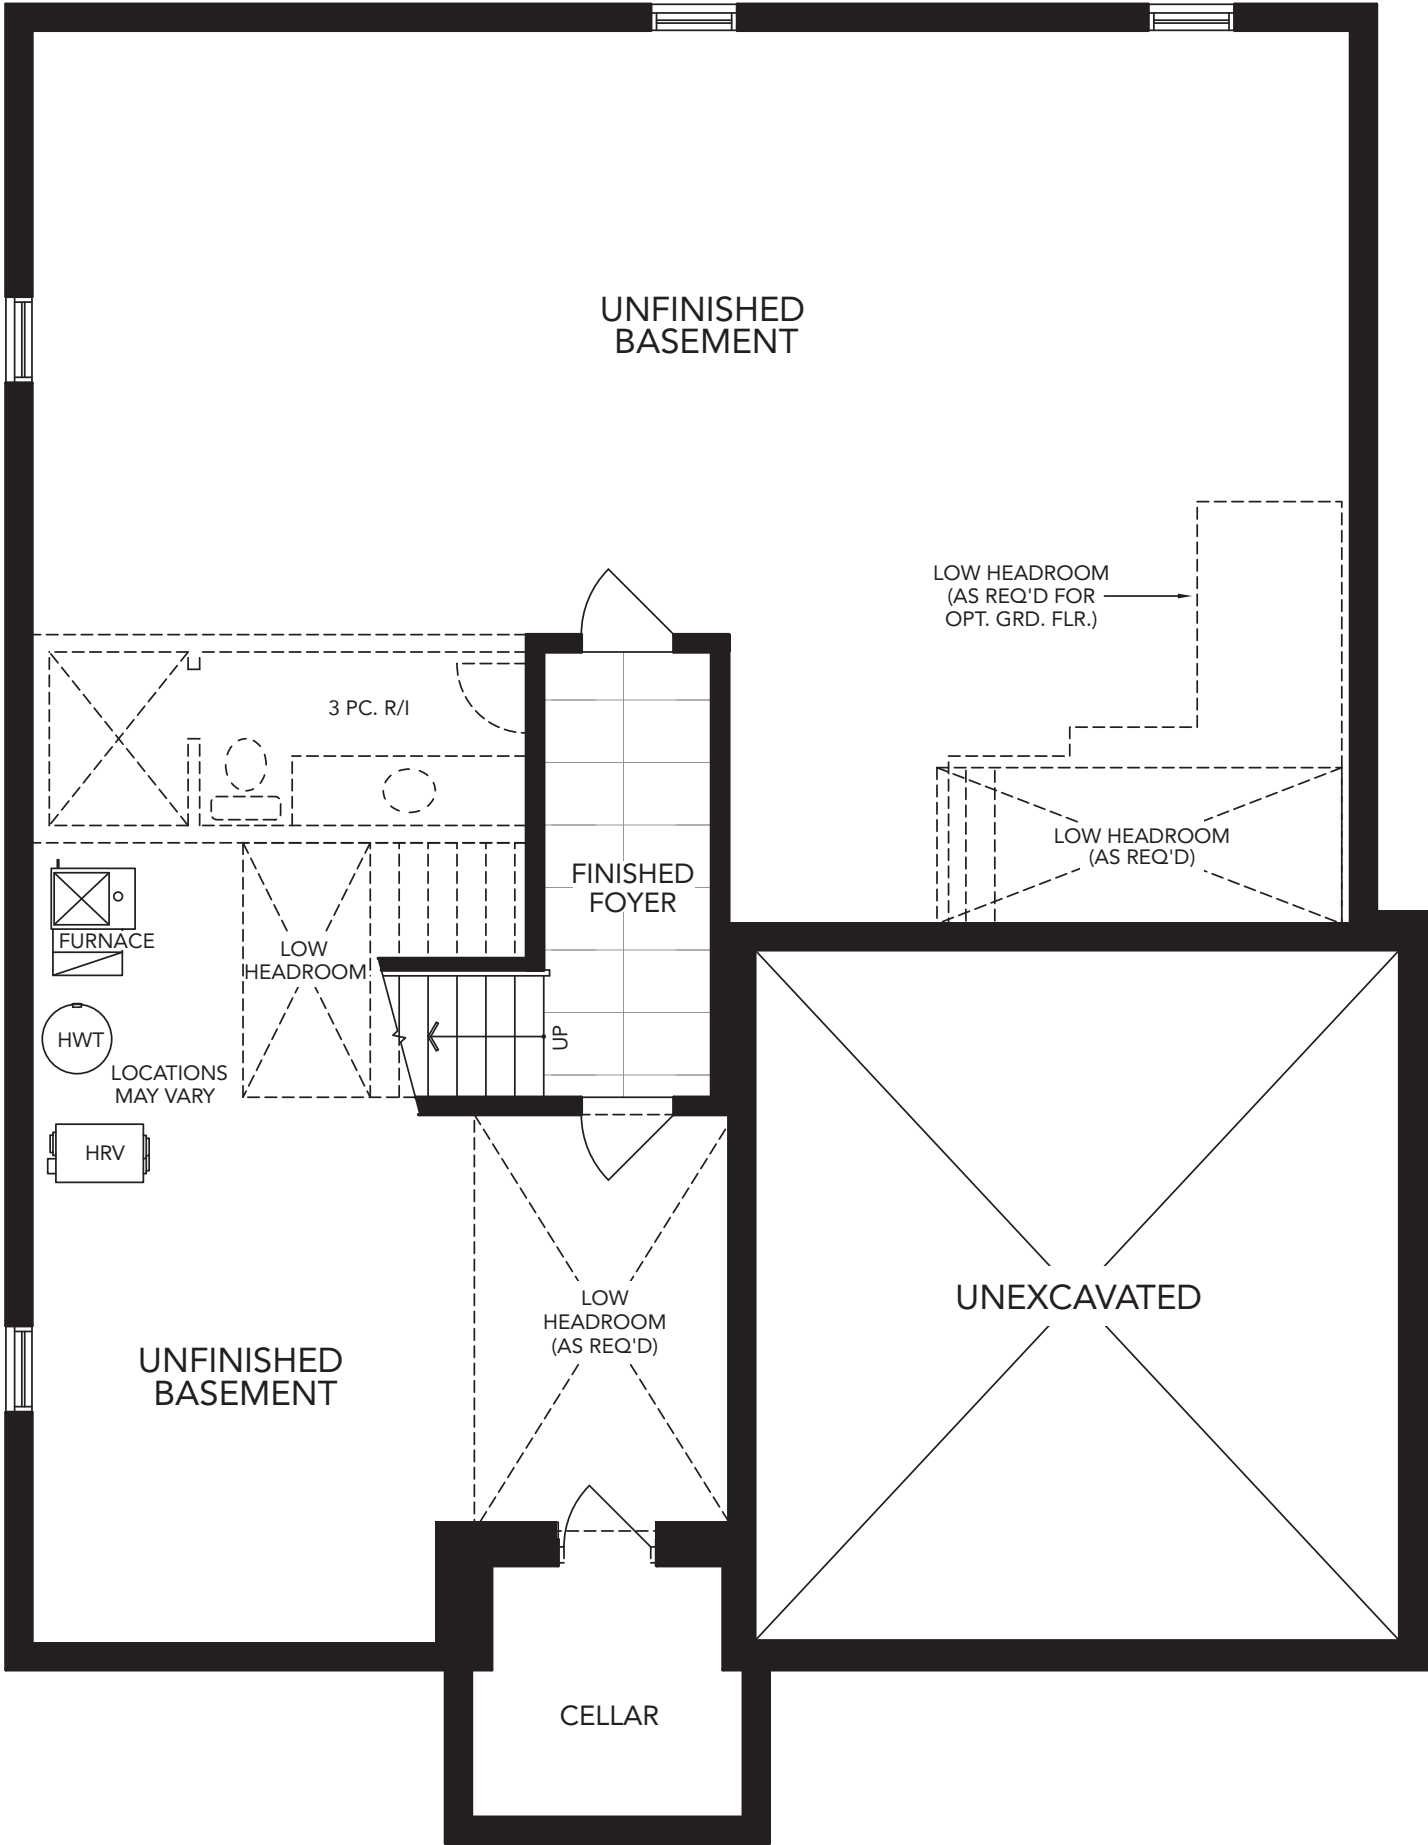 UNFINISHED
BASEMENT
LOW HEADROOM
(AS REQ'D FOR
OPT. GRD. FLR.)
3 PC. R/I
LOW HEADROOM
(AS REQ'D)
FINISHED
FOYER
FURNACE
LOW
HEADROOM
UP
HWT
LOCATIONS
MAY VARY
HRV
LOW
HEADROOM
(AS REQ'D)
UNEXCAVATED
UNFINISHED
BASEMENT
CELLAR